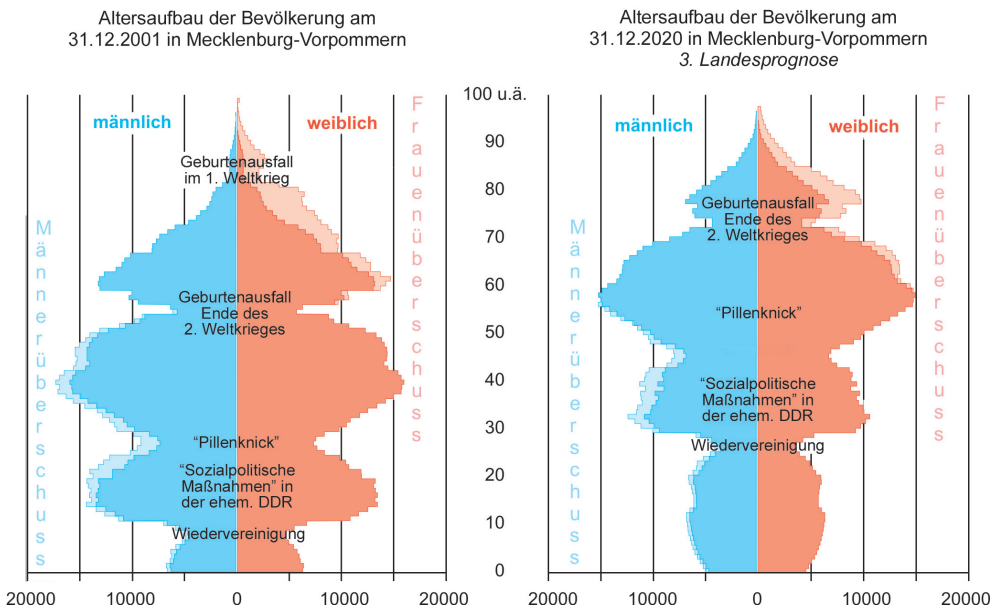 Altersaufbau der Bevölkerung am
31.12.2001 in Mecklenburg-Vorpommern
männlich
weiblich
Männerüberschuss
Frauenüberschuss
Geburtenausfall
im 1. Weltkrieg
Geburtenausfall
Ende des
2. Weltkrieges
“Pillenknick”
“Sozialpolitische
Maßnahmen” in
der ehem. DDR
Wiedervereinigung
20000 10000 0 10000 20000
100 u.ä.
90
80
70
60
50
40
30
20
10
0
Altersaufbau der Bevölkerung am
31.12.2020 in Mecklenburg-Vorpommern
3. Landesprognose
männlich
weiblich
Männerüberschuss
Frauenüberschuss
Geburtenausfall
Ende des
2. Weltkrieges
“Pillenknick”
“Sozialpolitische
Maßnahmen” in
der ehem. DDR
Wiedervereinigung
20000 10000 0 10000 20000